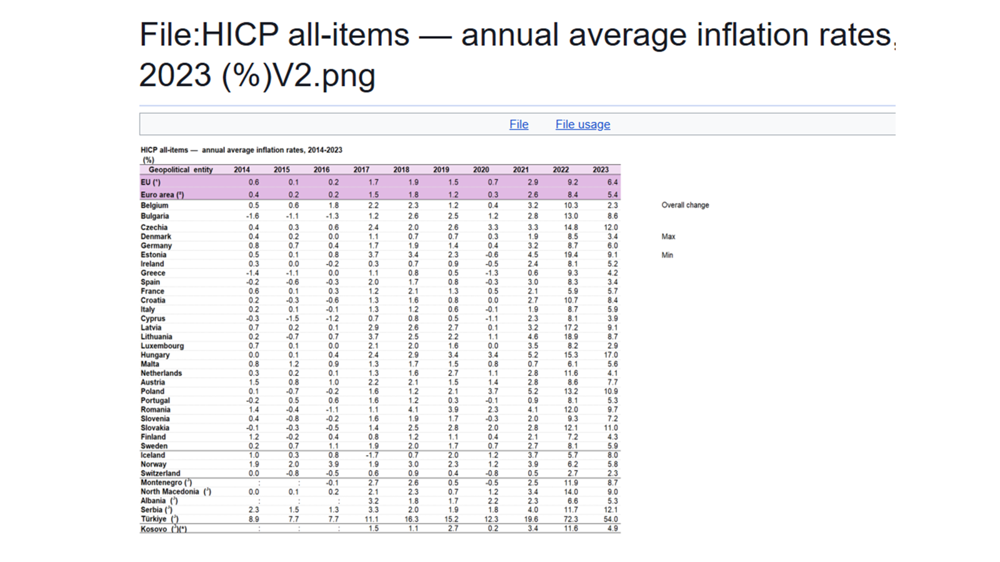 File:HICP all-items — annual average inflation rates,
2023 (%)V2.png
File File usage
HICP all-items — annual average inflation rates, 2014-2023
(%)
Geopolitical entity 2014 2015 2016 2017 2018 2019 2020 2021 2022 2023
EU (¹) 0.6 0.1 0.2 1.7 1.9 1.5 0.7 2.9 9.2 6.4
Euro area (²) 0.4 0.2 0.2 1.5 1.8 1.2 0.3 2.6 8.4 5.4
Belgium 0.5 0.6 1.8 2.2 2.3 1.2 0.4 3.2 10.3 2.3 Overall change
Bulgaria -1.6 -1.1 -1.3 1.2 2.6 2.5 1.2 2.8 13.0 8.6
Czechia 0.4 0.3 0.6 2.4 2.0 2.6 3.3 3.3 14.8 12.0
Denmark 0.4 0.2 0.0 1.1 0.7 0.7 0.3 1.9 8.5 3.4 Max
Germany 0.8 0.7 0.4 1.7 1.9 1.4 0.4 3.2 8.7 6.0
Estonia 0.5 0.1 0.8 3.7 3.4 2.3 -0.6 4.5 19.4 9.1 Min
Ireland 0.3 0.0 -0.2 0.3 0.7 0.9 -0.5 2.4 8.1 5.2
Greece -1.4 -1.1 0.0 1.1 0.8 0.5 -1.3 0.6 9.3 4.2
Spain -0.2 -0.6 -0.3 2.0 1.7 0.8 -0.3 3.0 8.3 3.4
France 0.6 0.1 0.3 1.2 2.1 1.3 0.5 2.1 5.9 5.7
Croatia 0.2 -0.3 -0.6 1.3 1.6 0.8 0.0 2.7 10.7 8.4
Italy 0.2 0.1 -0.1 1.3 1.2 0.6 -0.1 1.9 8.7 5.9
Cyprus -0.3 -1.5 -1.2 0.7 0.8 0.5 -1.1 2.3 8.1 3.9
Latvia 0.7 0.2 0.1 2.9 2.6 2.7 0.1 3.2 17.2 9.1
Lithuania 0.2 -0.7 0.7 3.7 2.5 2.2 1.1 4.6 18.9 8.7
Luxembourg 0.7 0.1 0.0 2.1 2.0 1.6 0.0 3.5 8.2 2.9
Hungary 0.0 0.1 0.4 2.4 2.9 3.4 3.4 5.2 15.3 17.0
Malta 0.8 1.2 0.9 1.3 1.7 1.5 0.8 0.7 6.1 5.6
Netherlands 0.3 0.2 0.1 1.3 1.6 2.7 1.1 2.8 11.6 4.1
Austria 1.5 0.8 1.0 2.2 2.1 1.5 1.4 2.8 8.6 7.7
Poland 0.1 -0.7 -0.2 1.6 1.2 2.1 3.7 5.2 13.2 10.9
Portugal -0.2 0.5 0.6 1.6 1.2 0.3 -0.1 0.9 8.1 5.3
Romania 1.4 -0.4 -1.1 1.1 4.1 3.9 2.3 4.1 12.0 9.7
Slovenia 0.4 -0.8 -0.2 1.6 1.9 1.7 -0.3 2.0 9.3 7.2
Slovakia -0.1 -0.3 -0.5 1.4 2.5 2.8 2.0 2.8 12.1 11.0
Finland 1.2 -0.2 0.4 0.8 1.2 1.1 0.4 2.1 7.2 4.3
Sweden 0.2 0.7 1.1 1.9 2.0 1.7 0.7 2.7 8.1 5.9
Iceland 1.0 0.3 0.8 -1.7 0.7 2.0 1.2 3.7 5.7 8.0
Norway 1.9 2.0 3.9 1.9 3.0 2.3 1.2 3.9 6.2 5.8
Switzerland 0.0 -0.8 -0.5 0.6 0.9 0.4 -0.8 0.5 2.7 2.3
Montenegro (³) : : -0.1 2.7 2.6 0.5 -0.5 2.5 11.9 8.7
North Macedonia (³) 0.0 0.1 0.2 2.1 2.3 0.7 1.2 3.4 14.0 9.0
Albania (³) : : : 3.2 1.8 1.7 2.2 2.3 6.6 5.3
Serbia (³) 2.3 1.5 1.3 3.3 2.0 1.9 1.8 4.0 11.7 12.1
Türkiye (³) 8.9 7.7 7.7 11.1 16.3 15.2 12.3 19.6 72.3 54.0
Kosovo (³)(*) : : : 1.5 1.1 2.7 0.2 3.4 11.6 4.9